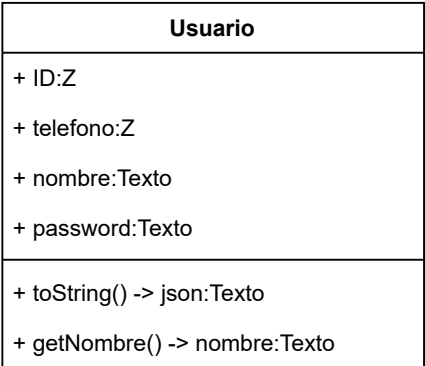 Usuario
+ ID:Z
+ telefono:Z
+ nombre:Texto
+ password:Texto
+ toString() -> json:Texto
+ getNombre() -> nombre:Texto